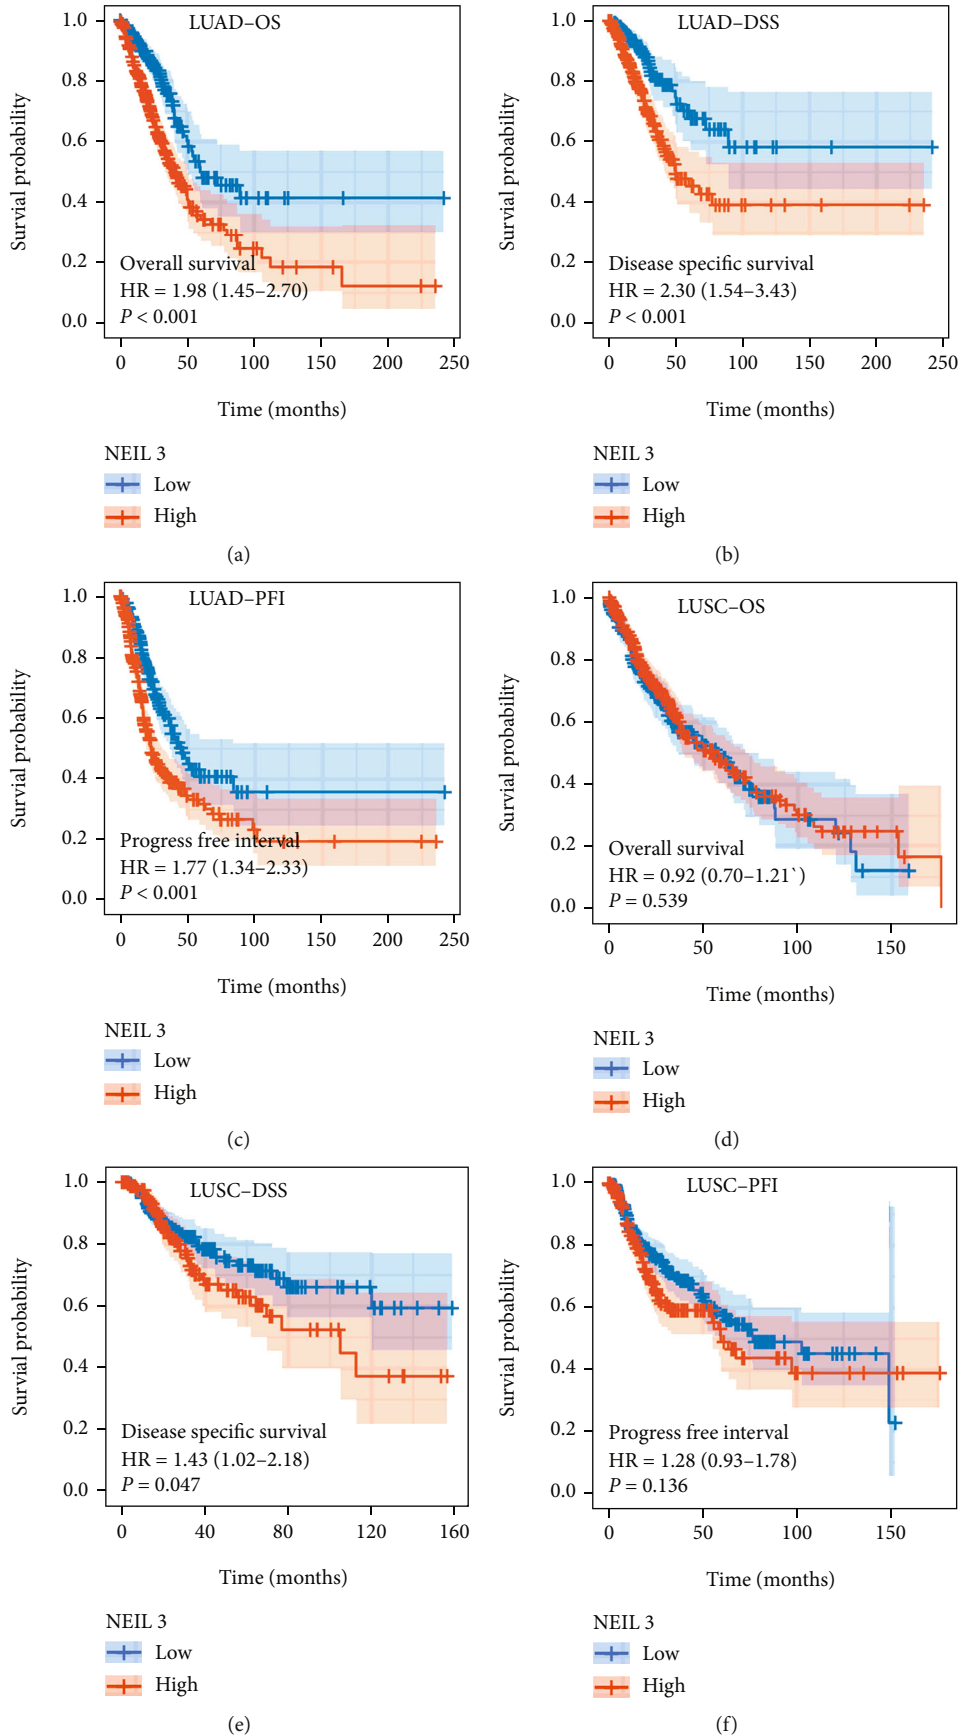 LUAD–OS
1.0
0.8
0.6
0.4
0.2
0.0
Survial probability
Overall survival
HR = 1.98 (1.45–2.70)
P < 0.001
0 50 100 150 200 250
Time (months)
NEIL 3
Low
High
(a)
LUAD–DSS
1.0
0.8
0.6
0.4
0.2
0.0
Survial probability
Disease specific survival
HR = 2.30 (1.54–3.43)
P < 0.001
0 50 100 150 200 250
Time (months)
NEIL 3
Low
High
(b)
LUAD–PFI
1.0
0.8
0.6
0.4
0.2
0.0
Survial probability
Progress free interval
HR = 1.77 (1.34–2.33)
P < 0.001
0 50 100 150 200 250
Time (months)
NEIL 3
Low
High
(c)
LUSC–OS
1.0
0.8
0.6
0.4
0.2
0.0
Survial probability
Overall survival
HR = 0.92 (0.70–1.21`)
P = 0.539
0 50 100 150
Time (months)
NEIL 3
Low
High
(d)
LUSC–DSS
1.0
0.8
0.6
0.4
0.2
0.0
Survial probability
Disease specific survival
HR = 1.43 (1.02–2.18)
P = 0.047
0 40 80 120 160
Time (months)
NEIL 3
Low
High
(e)
LUSC–PFI
1.0
0.8
0.6
0.4
0.2
0.0
Survial probability
Progress free interval
HR = 1.28 (0.93–1.78)
P = 0.136
0 50 100 150
Time (months)
NEIL 3
Low
High
(f)